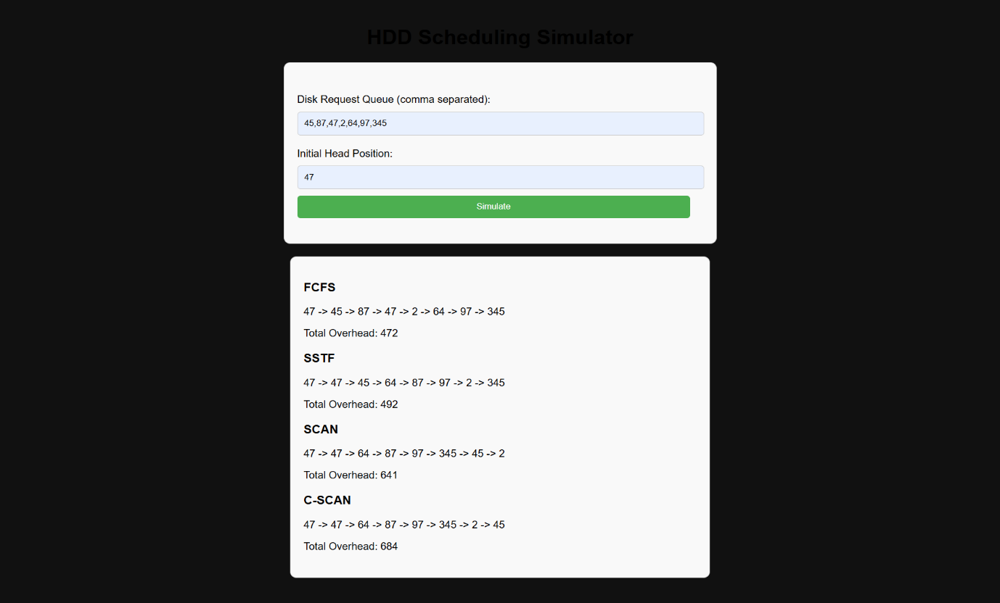 HDD Scheduling Simulator
Disk Request Queue (comma separated):
45,87,47,2,64,97,345
Initial Head Position:
47
Simulate
FCFS
47 -> 45 -> 87 -> 47 -> 2 -> 64 -> 97 -> 345
Total Overhead: 472
SSTF
47 -> 47 -> 45 -> 64 -> 87 -> 97 -> 2 -> 345
Total Overhead: 492
SCAN
47 -> 47 -> 64 -> 87 -> 97 -> 345 -> 45 -> 2
Total Overhead: 641
C-SCAN
47 -> 47 -> 64 -> 87 -> 97 -> 345 -> 2 -> 45
Total Overhead: 684